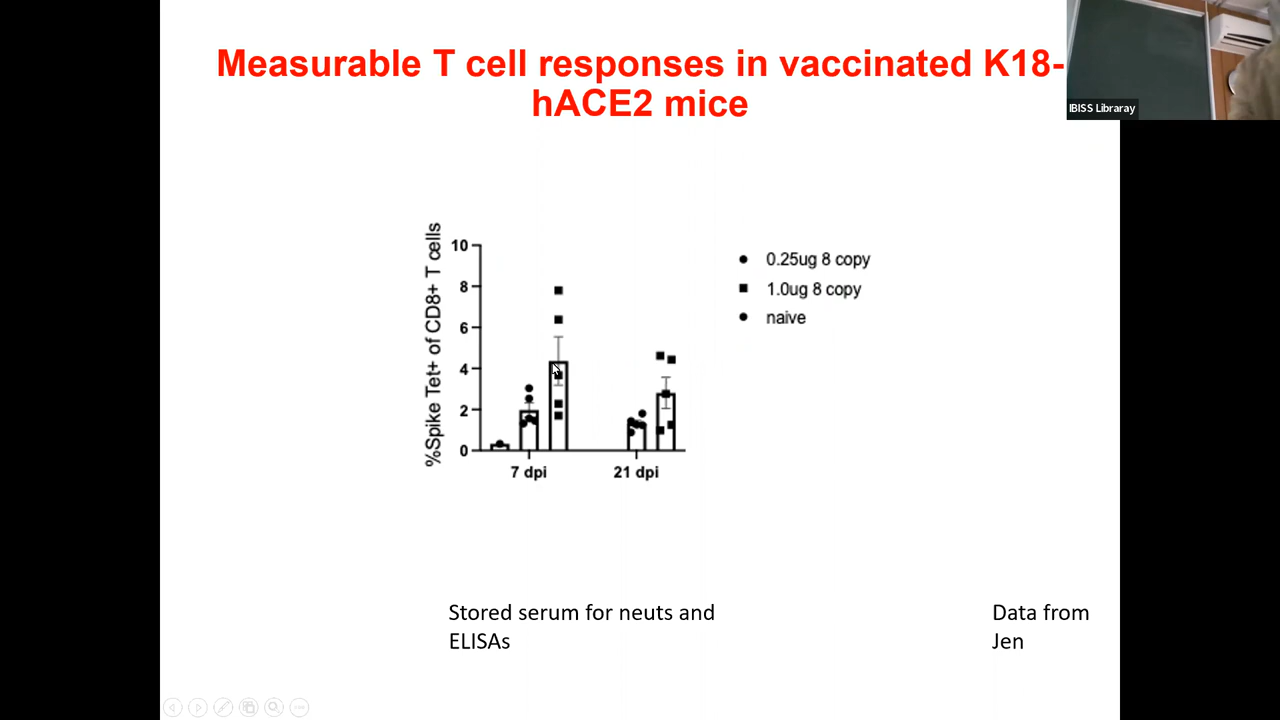 Measurable T cell responses in vaccinated K18-
hACE2 mice
IBISS Libraray
%Spike Tet+ of CD8+ T cells
10
8
6
4
2
0
7 dpi
21 dpi
0.25ug 8 copy
1.0ug 8 copy
naive
Stored serum for neuts and
ELISAs
Data from
Jen